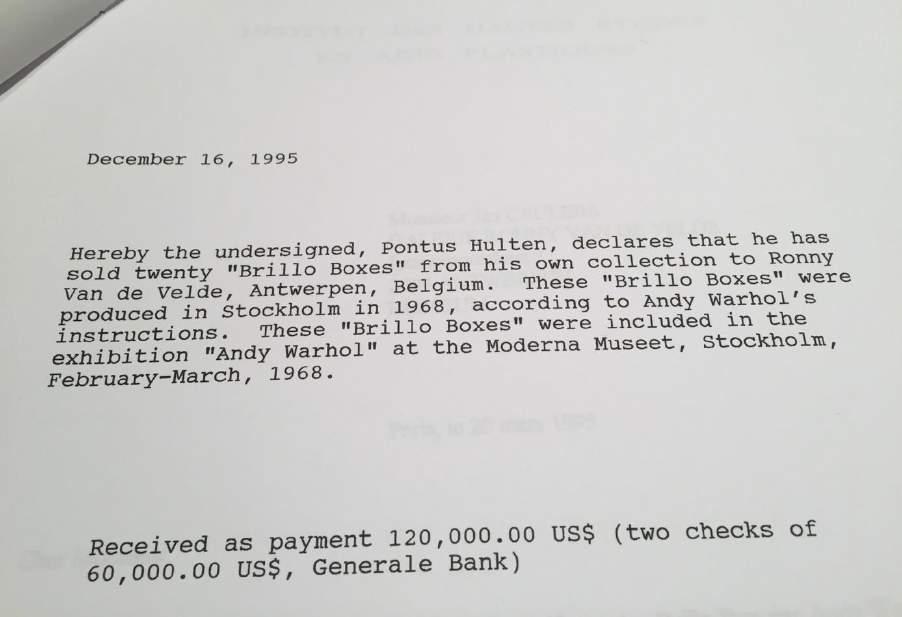 December 16, 1995
Hereby the undersigned, Pontus Hulten, declares that he has
sold twenty "Brillo Boxes" from his own collection to Ronny
Van de Velde, Antwerpen, Belgium.  These "Brillo Boxes" were
produced in Stockholm in 1968, according to Andy Warhol's
instructions.  These "Brillo Boxes" were included in the
exhibition "Andy Warhol" at the Moderna Museet, Stockholm,
February-March, 1968.
Received as payment 120,000.00 US$ (two checks of
60,000.00 US$, Generale Bank)